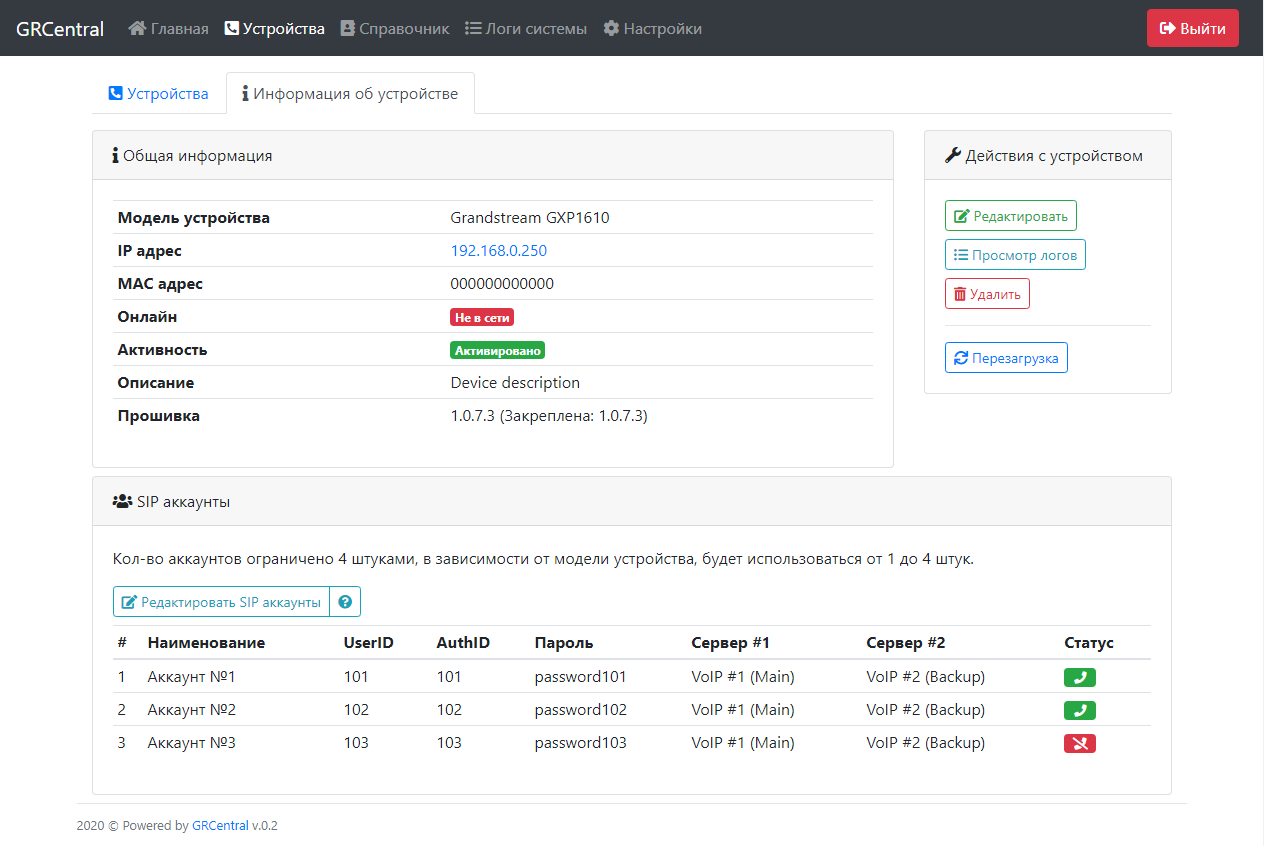 GRCentral Главная Устройства Справочник Логи системы Настройки Выйти
Устройства Информация об устройстве
Общая информация
Модель устройства Grandstream GXP1610
IP адрес 192.168.0.250
MAC адрес 000000000000
Онлайн Не в сети
Активность Активировано
Описание Device description
Прошивка 1.0.7.3 (Закреплена: 1.0.7.3)
Действия с устройством
Редактировать
Просмотр логов
Удалить
Перезагрузка
SIP аккаунты
Кол-во аккаунтов ограничено 4 штуками, в зависимости от модели устройства, будет использоваться от 1 до 4 штук.
Редактировать SIP аккаунты ?
# Наименование UserID AuthID Пароль Сервер #1 Сервер #2 Статус
1 Аккаунт №1 101 101 password101 VoIP #1 (Main) VoIP #2 (Backup)
2 Аккаунт №2 102 102 password102 VoIP #1 (Main) VoIP #2 (Backup)
3 Аккаунт №3 103 103 password103 VoIP #1 (Main) VoIP #2 (Backup)
2020 © Powered by GRCentral v.0.2